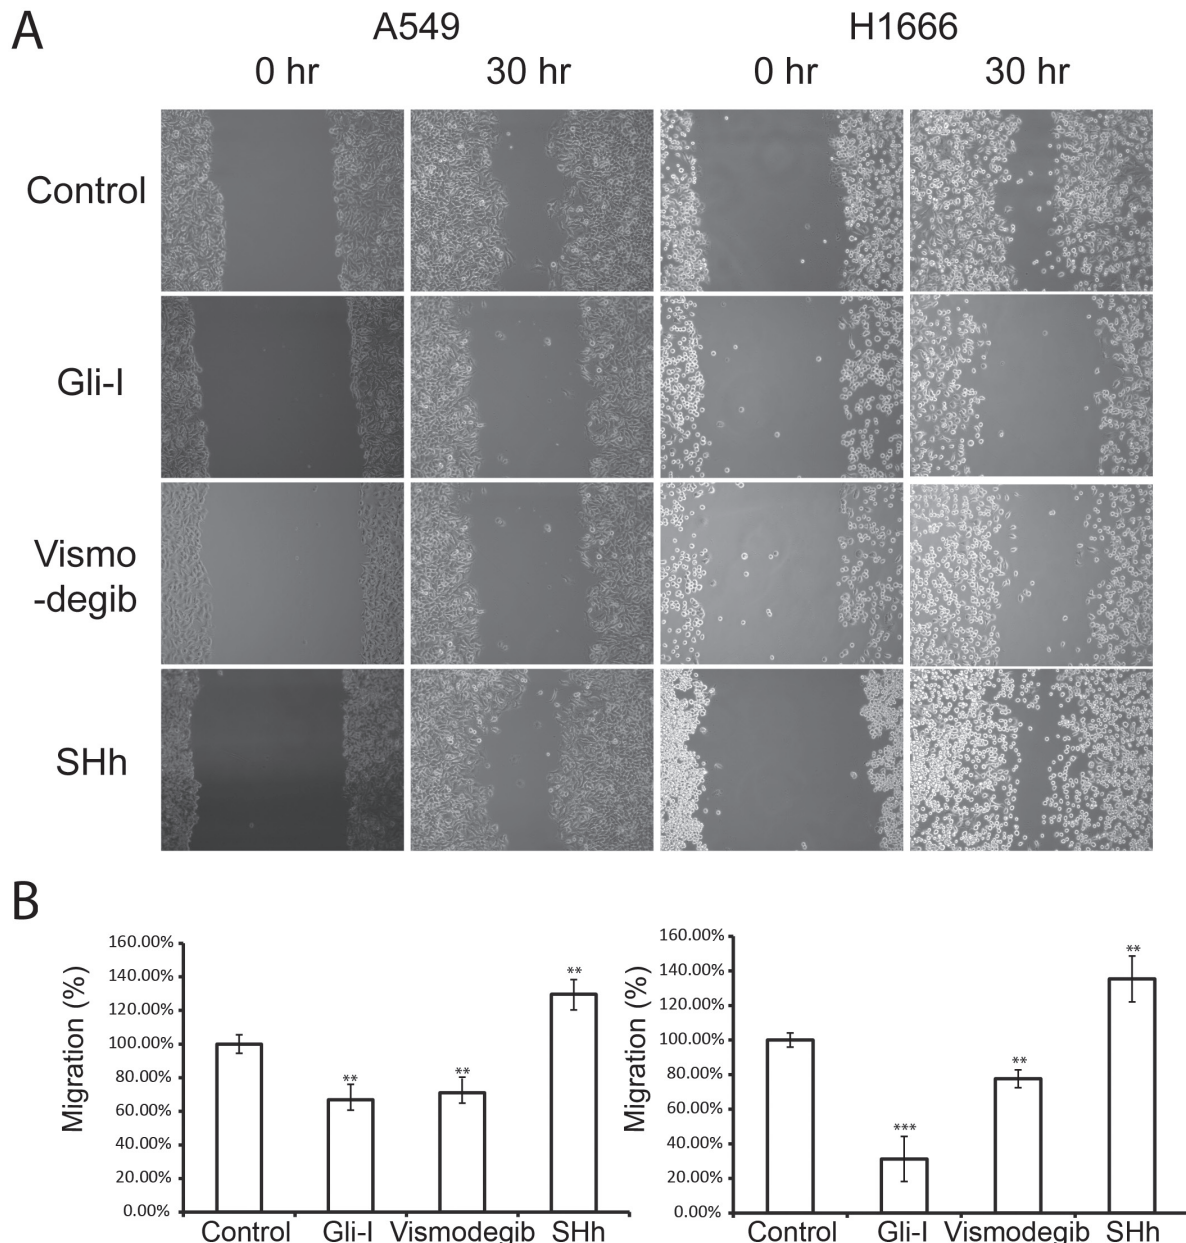 A
A549
H1666
0 hr
30 hr
0 hr
30 hr
Control
Gli-I
Vismo
-degib
SHh
B
Migration (%)
160.00%
140.00%
120.00%
100.00%
80.00%
60.00%
40.00%
20.00%
0.00%
**
**
**
Control
Gli-I
Vismodegib
SHh
Migration (%)
160.00%
140.00%
120.00%
100.00%
80.00%
60.00%
40.00%
20.00%
0.00%
***
**
**
Control
Gli-I
Vismodegib
SHh